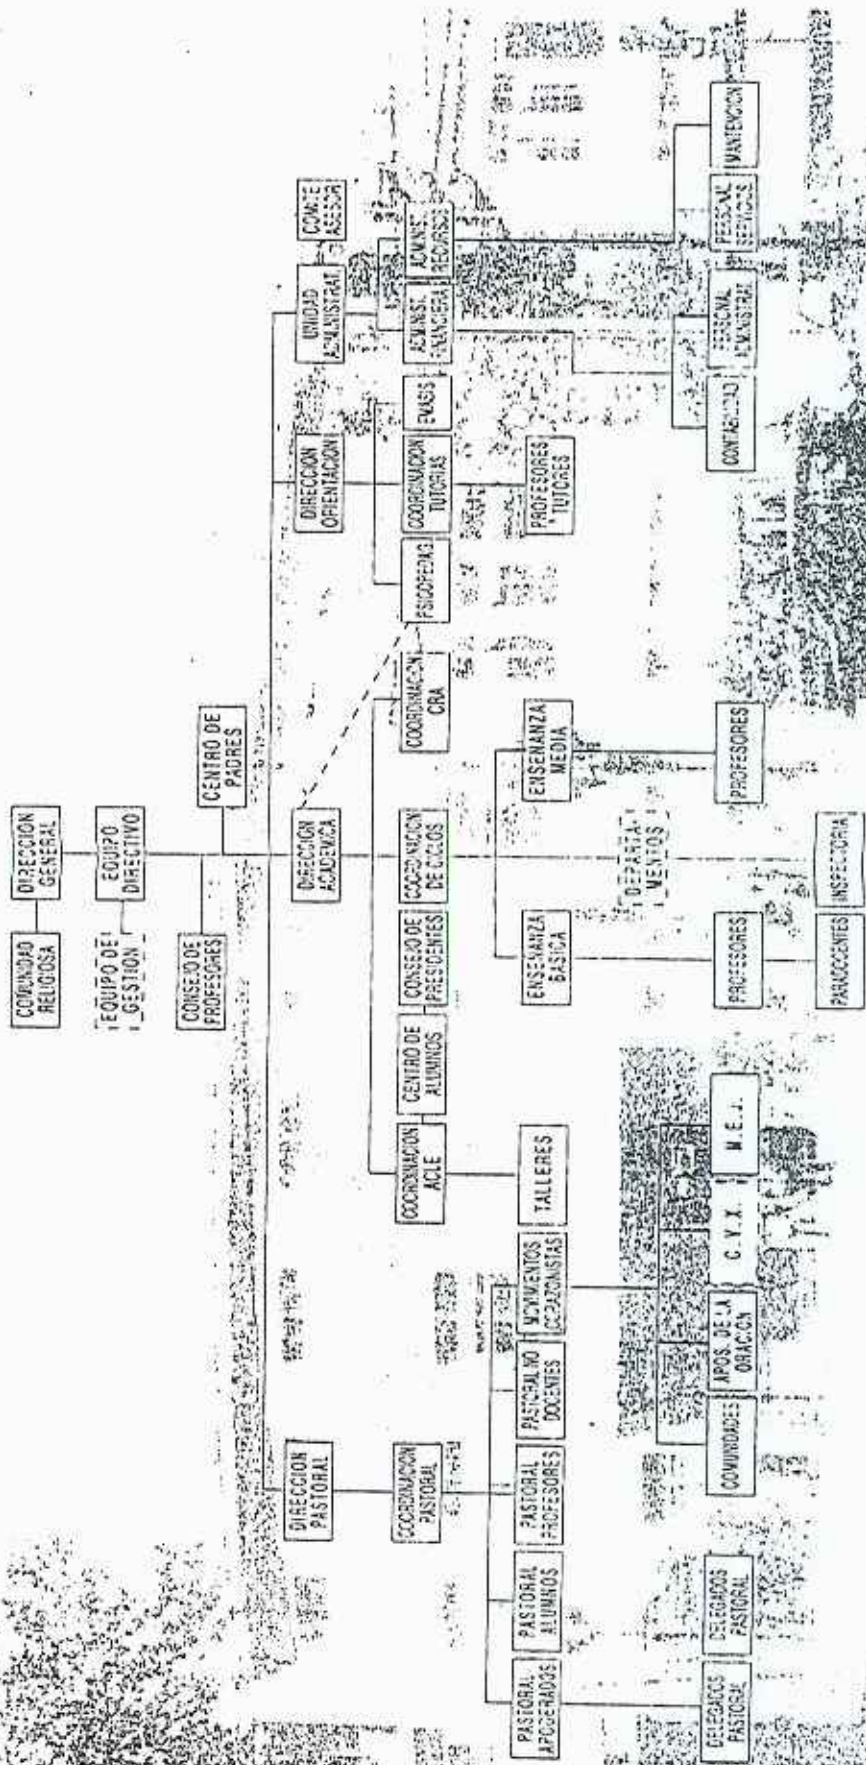 COMUNIDAD
RELIGIOSA
DIRECCION
GENERAL
EQUIPO DE
GESTION
EQUIPO
DIRECTIVO
CONSEJO DE
PROFESORES
CENTRO DE
PADRES
DIRECCION
PASTORAL
DIRECCION
ACADEMICA
DIRECCION
ORIENTACION
UNIDAD
ADMINISTRAT
COMITE
ASESOR
COORDINACION
PASTORAL
COORDINACION
ACLE
CENTRO DE
ALUMNOS
CONSEJO DE
PRESIDENTES
COORDINACION
DE CICLOS
COORDINACION
CRA
PSICOPEDAG
COORDINACION
TUTORIAS
EMASIS
ADMINIST.
FINANCIERA
ADMINIST.
RECURSOS
PASTORAL
APODERADOS
PASTORAL
ALUMNOS
PASTORAL
PROFESORES
PASTORAL NO
DOCENTES
MOVIMIENTOS
CORAZONISTAS
TALLERES
ENSEÑANZA
BASICA
ENSEÑANZA
MEDIA
PROFESORES
TUTORES
DEPARTA-
MENTOS
DELEGADOS
PASTORAL
DELEGADOS
PASTORAL
COMUNIDADES
APOS. DE LA
ORACION
C.V.X.
M.E.J.
PROFESORES
PROFESORES
CONTABILIDAD
PERSONAL
ADMINISTRAT
PERSONAL
SERVICIOS
MANTENCION
PARADOCENTES
INSPECTORIA